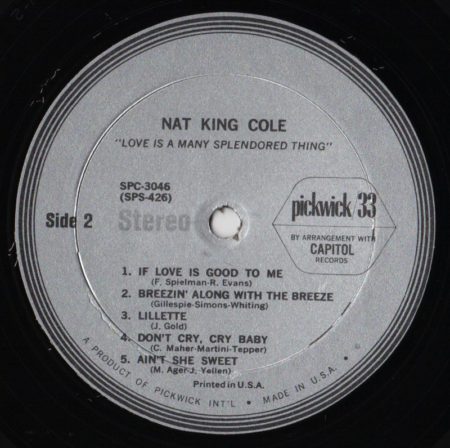 NAT KING COLE
"LOVE IS A MANY SPLENDORED THING"
SPC-3046
(SPS-426)
Side 2
Stereo
pickwick 33
BY ARRANGEMENT WITH
CAPITOL
RECORDS
1. IF LOVE IS GOOD TO ME
(F. Spielman-R. Evans)
2. BREEZIN' ALONG WITH THE BREEZE
(Gillespie-Simons-Whiting)
3. LILLETTE
(J. Gold)
4. DON'T CRY, CRY BABY
(C. Maher-Martini-Tepper)
5. AIN'T SHE SWEET
(M. Ager-J. Yellen)
Printed in U.S.A.
A PRODUCT OF PICKWICK INT'L • MADE IN U.S.A. •